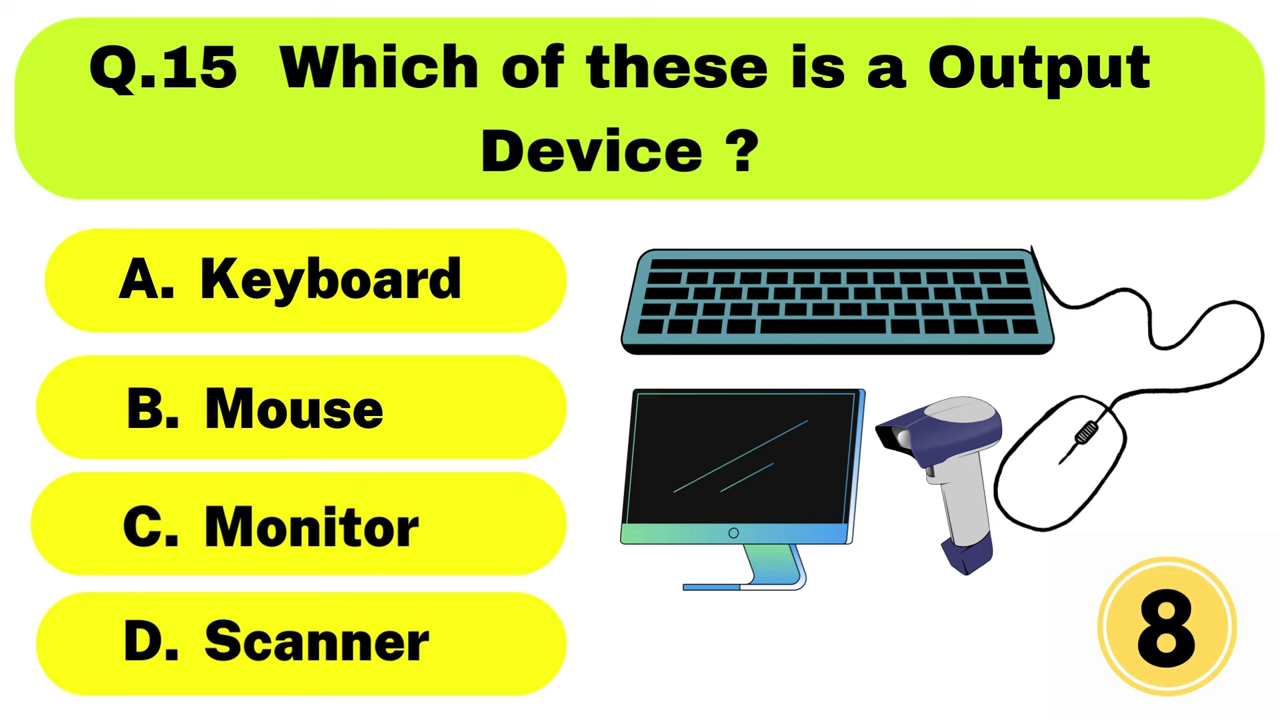 Q.15 Which of these is a Output
Device ?
A. Keyboard
B. Mouse
C. Monitor
D. Scanner
8